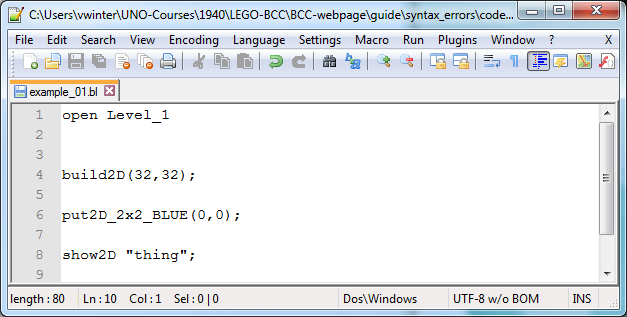 C:\Users\vwinter\UNO-Courses\1940\LEGO-BCC\BCC-webpage\guide\syntax_errors\code...
File Edit Search View Encoding Language Settings Macro Run Plugins Window ? X
example_01.bl
1 open Level_1
2
3
4 build2D(32,32);
5
6 put2D_2x2_BLUE(0,0);
7
8 show2D "thing";
9
length : 80 Ln : 10 Col : 1 Sel : 0 | 0 Dos\Windows UTF-8 w/o BOM INS